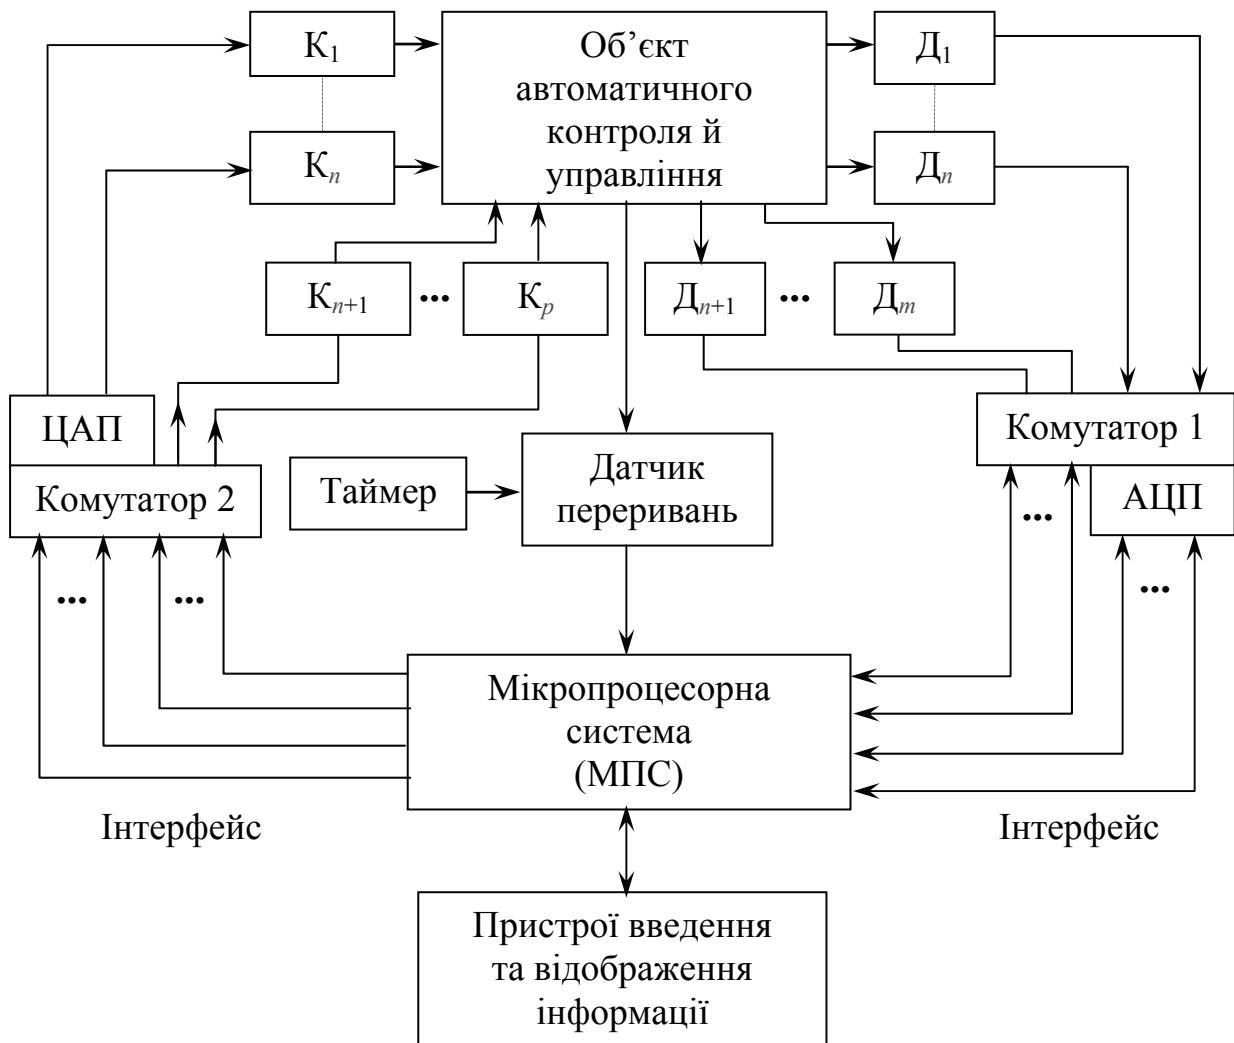 К1
Об’єкт
автоматичного
контроля й
управління
Д1
Кn
Дn
Кn+1
...
Кp
Дn+1
...
Дm
ЦАП
Комутатор 2
Таймер
Датчик
переривань
Комутатор 1
АЦП
...
...
...
...
Мікропроцесорна
система
(МПС)
Інтерфейс
Інтерфейс
Пристрої введення
та відображення
інформації